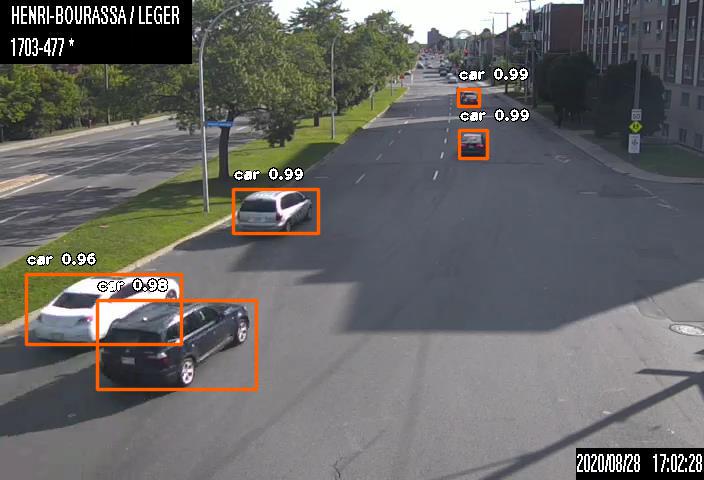 HENRI-BOURASSA / LEGER
1703-477 *
car 0.99
car 0.99
car 0.99
car 0.96
car 0.98
2020/08/28 17:02:28